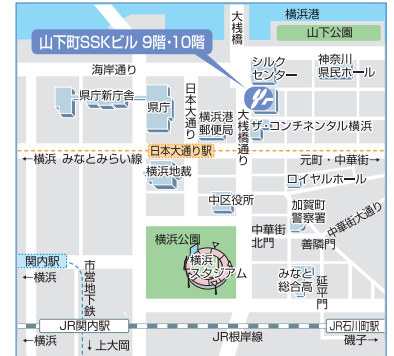 横浜港
大桟橋
山下公園
山下町SSKビル 9階・10階
シルク
センター
神奈川
県民ホール
海岸通り
県庁新庁舎
県庁
日本大通り
横浜港
郵便局
大桟橋通り
ザ・コンチネンタル横浜
日本大通り駅
←横浜 みなとみらい線
元町・中華街→
横浜地裁
ロイヤルホール
中区役所
加賀町
警察署
中華街大通り
横浜公園
中華街
北門
善隣門
関内駅
←横浜
市営地下鉄
横浜
スタジアム
みなと
総合高
延平門
JR関内駅
JR石川町駅
←横浜
↓上大岡
JR根岸線
磯子→